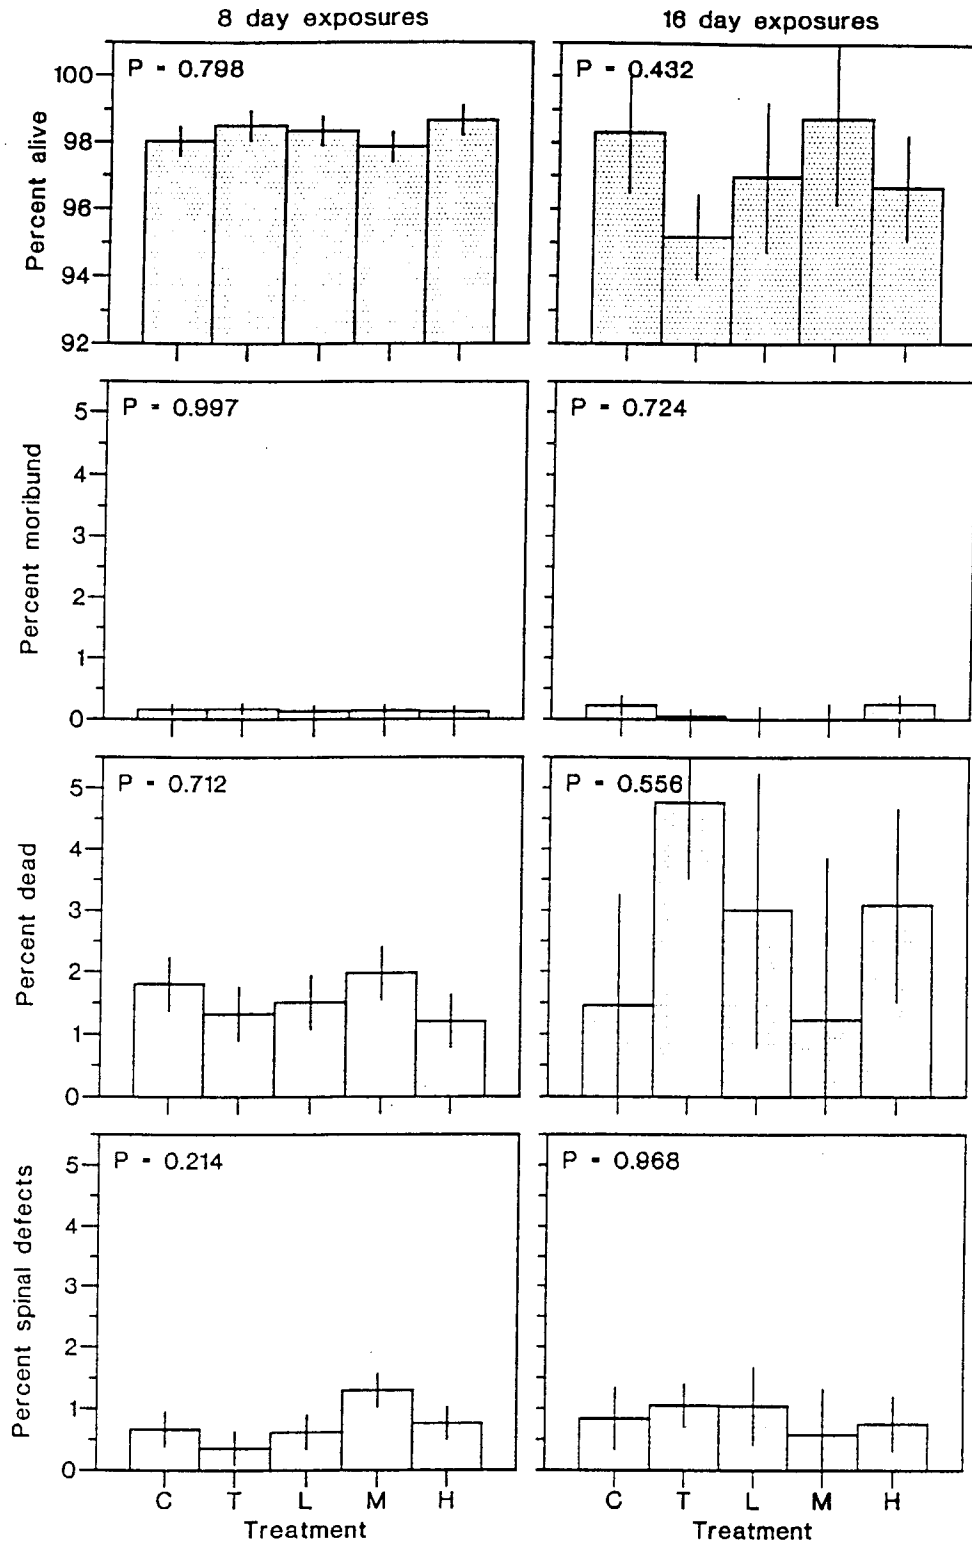 8 day exposures
16 day exposures
Percent alive
100
98
96
94
92
P = 0.798
P = 0.432
Percent moribund
5
4
3
2
1
0
P = 0.997
P = 0.724
Percent dead
5
4
3
2
1
0
P = 0.712
P = 0.556
Percent spinal defects
5
4
3
2
1
0
P = 0.214
P = 0.968
C T L M H
C T L M H
Treatment
Treatment